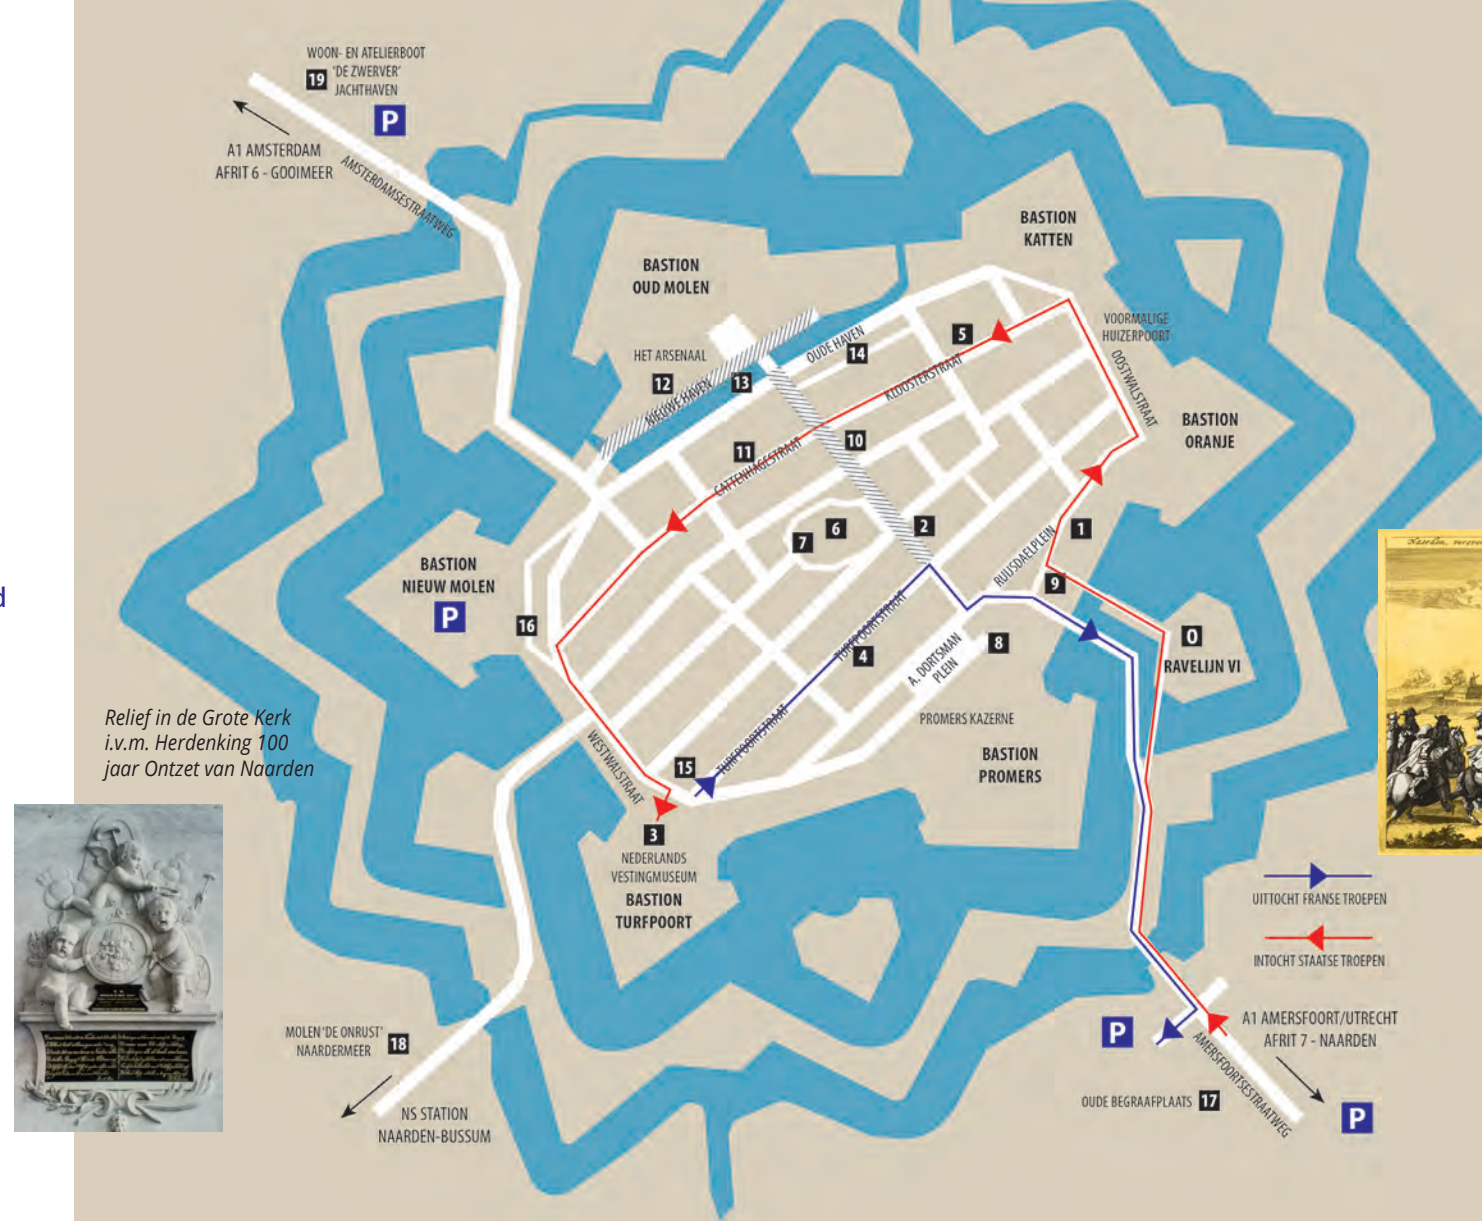 WOON- EN ATELIERBOOT
19 'DE ZWERVER'
JACHTHAVEN
P
A1 AMSTERDAM
AFRIT 6 - GOOIMEER
AMSTERDAMSESTRAATWEG
BASTION
KATTEN
BASTION
OUD MOLEN
VOORMALIGE
HUIZERPOORT
OOSTWALSTRAAT
5
OUDE HAVEN
14
HET ARSENAAL
12
13
NIEUWE HAVEN
KLOOSTERSTRAAT
BASTION
ORANJE
10
11
CATTENHAGESTRAAT
6
7
2
1
RUIJSDAELPLEIN
9
BASTION
NIEUW MOLEN
P
16
d
0
RAVELIJN VI
TURFPOORTSTRAAT
4
8
A. DORTSMAN
PLEIN
PROMERS KAZERNE
BASTION
PROMERS
Relief in de Grote Kerk
i.v.m. Herdenking 100
jaar Ontzet van Naarden
WESTWALSTRAAT
15
TURFPOORTSTRAAT
3
NEDERLANDS
VESTINGMUSEUM
BASTION
TURFPOORT
UITTOCHT FRANSE TROEPEN
INTOCHT STAATSE TROEPEN
P
A1 AMERSFOORT/UTRECHT
AFRIT 7 - NAARDEN
AMERSFOORTSESTRAATWEG
OUDE BEGRAAFPLAATS 17
P
MOLEN 'DE ONRUST'
NAARDERMEER 18
NS STATION
NAARDEN-BUSSUM